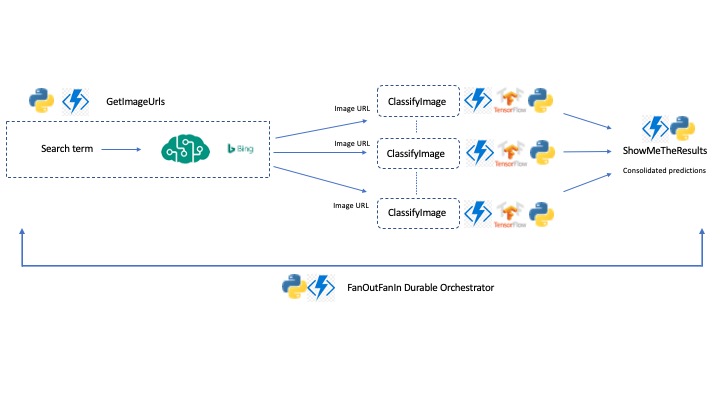 GetImageUrls
Search term
Bing
Image URL
ClassifyImage
TensorFlow
Image URL
ClassifyImage
TensorFlow
Image URL
ClassifyImage
TensorFlow
ShowMeTheResults
Consolidated predictions
FanOutFanIn Durable Orchestrator